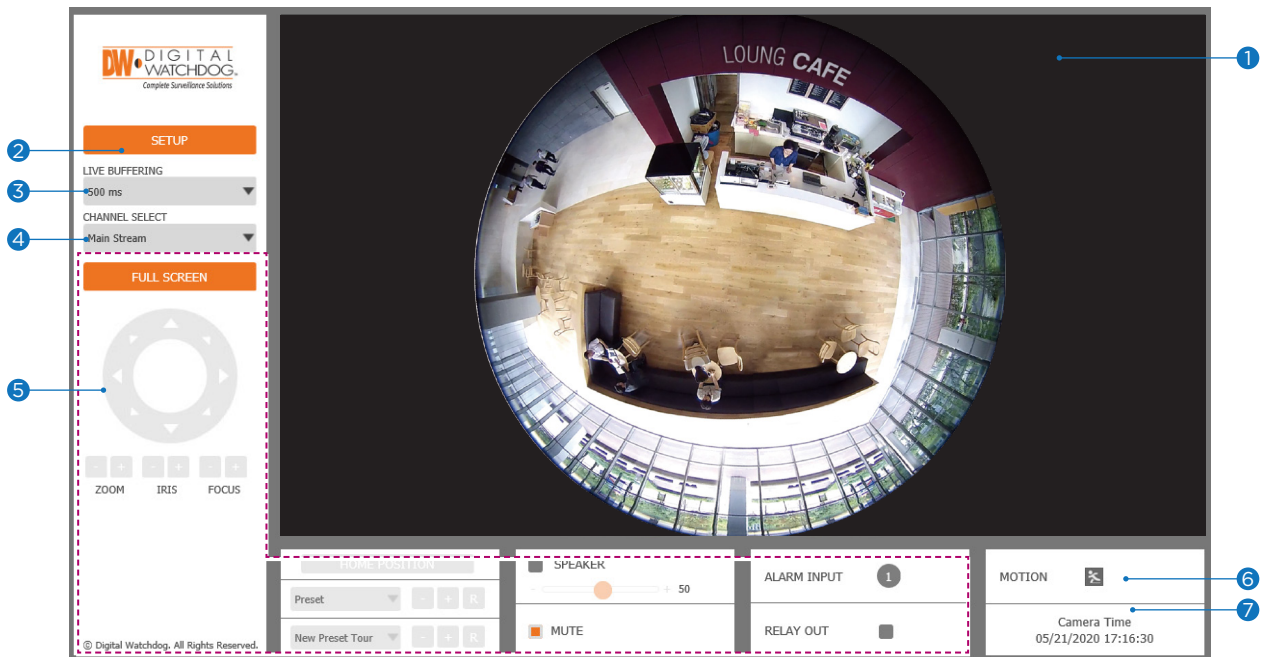 DW DIGITAL
WATCHDOG®
Complete Surveillance Solutions
SETUP
LIVE BUFFERING
500 ms
CHANNEL SELECT
Main Stream
FULL SCREEN
- + - + - +
ZOOM IRIS FOCUS
© Digital Watchdog. All Rights Reserved.
LOUNG CAFE
HOME POSITION
Preset - + R
New Preset Tour - + R
SPEAKER
- + 50
MUTE
ALARM INPUT 1
RELAY OUT
MOTION
Camera Time
05/21/2020 17:16:30
1
2
3
4
5
6
7